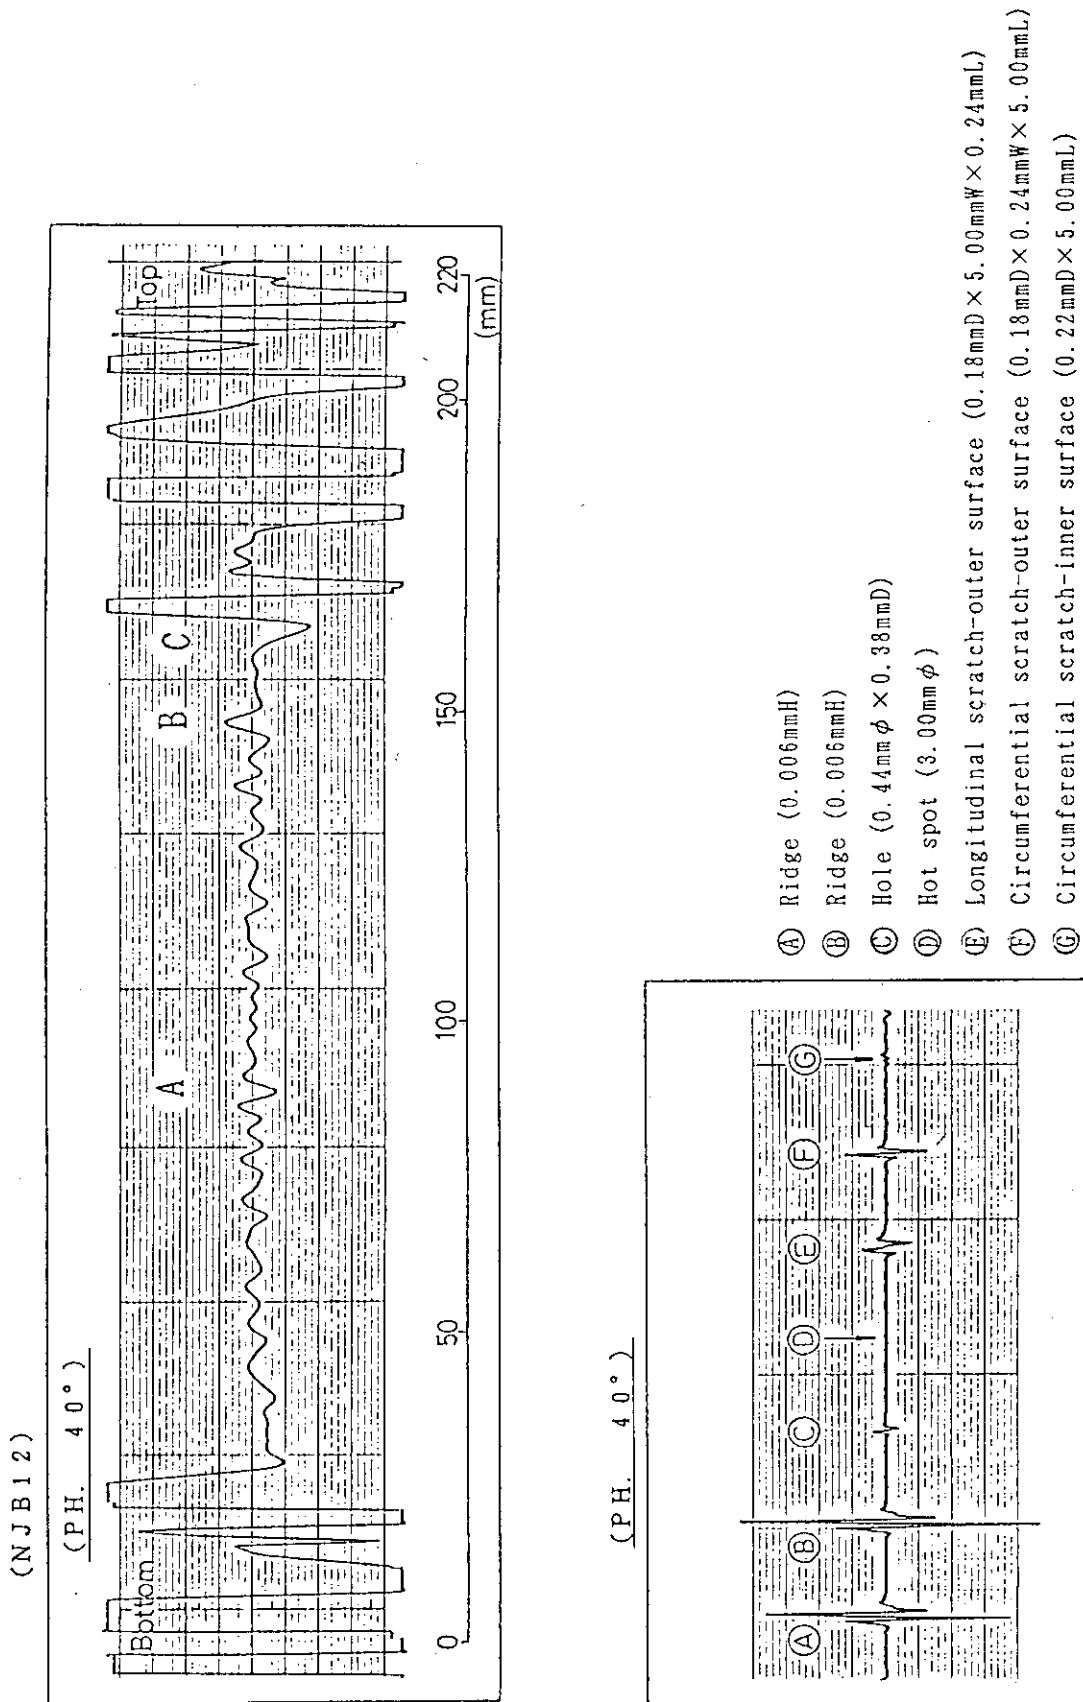 (NJB12)
(PH. 40°)
Bottom
Top
A
B
C
0
50
100
150
200
220
(mm)
(PH. 40°)
Ⓐ
Ⓑ
Ⓒ
Ⓓ
Ⓔ
Ⓕ
Ⓖ
Ⓐ Ridge (0.006mmH)
Ⓑ Ridge (0.006mmH)
Ⓒ Hole (0.44mmφ×0.38mmD)
Ⓓ Hot spot (3.00mmφ)
Ⓔ Longitudinal scratch-outer surface (0.18mmD×5.00mmW×0.24mmL)
Ⓕ Circumferential scratch-outer surface (0.18mmD×0.24mmW×5.00mmL)
Ⓖ Circumferential scratch-inner surface (0.22mmD×5.00mmL)